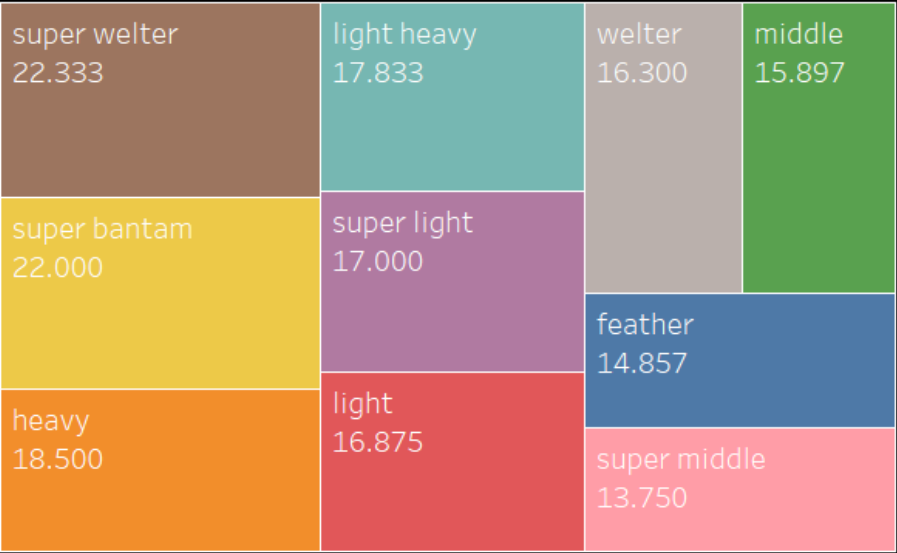 super welter
22.333
super bantam
22.000
heavy
18.500
light heavy
17.833
super light
17.000
light
16.875
welter
16.300
middle
15.897
feather
14.857
super middle
13.750